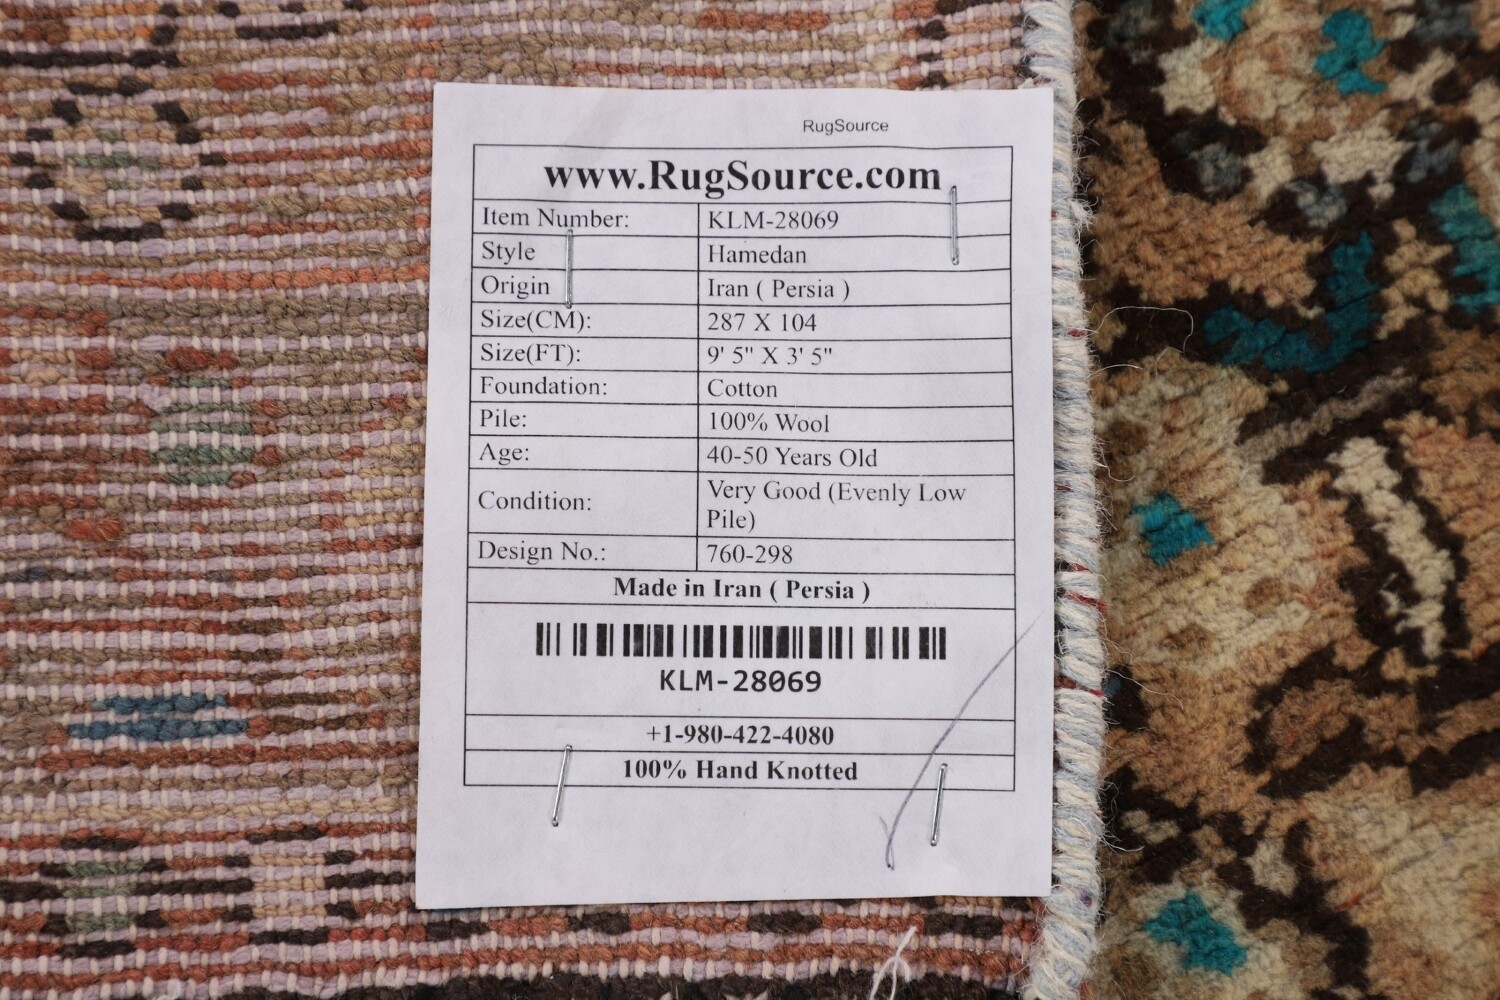 RugSource
www.RugSource.com
Item Number: KLM-28069
Style Hamedan
Origin Iran ( Persia )
Size(CM): 287 X 104
Size(FT): 9' 5" X 3' 5"
Foundation: Cotton
Pile: 100% Wool
Age: 40-50 Years Old
Condition: Very Good (Evenly Low
Pile)
Design No.: 760-298
Made in Iran ( Persia )
KLM-28069
+1-980-422-4080
100% Hand Knotted